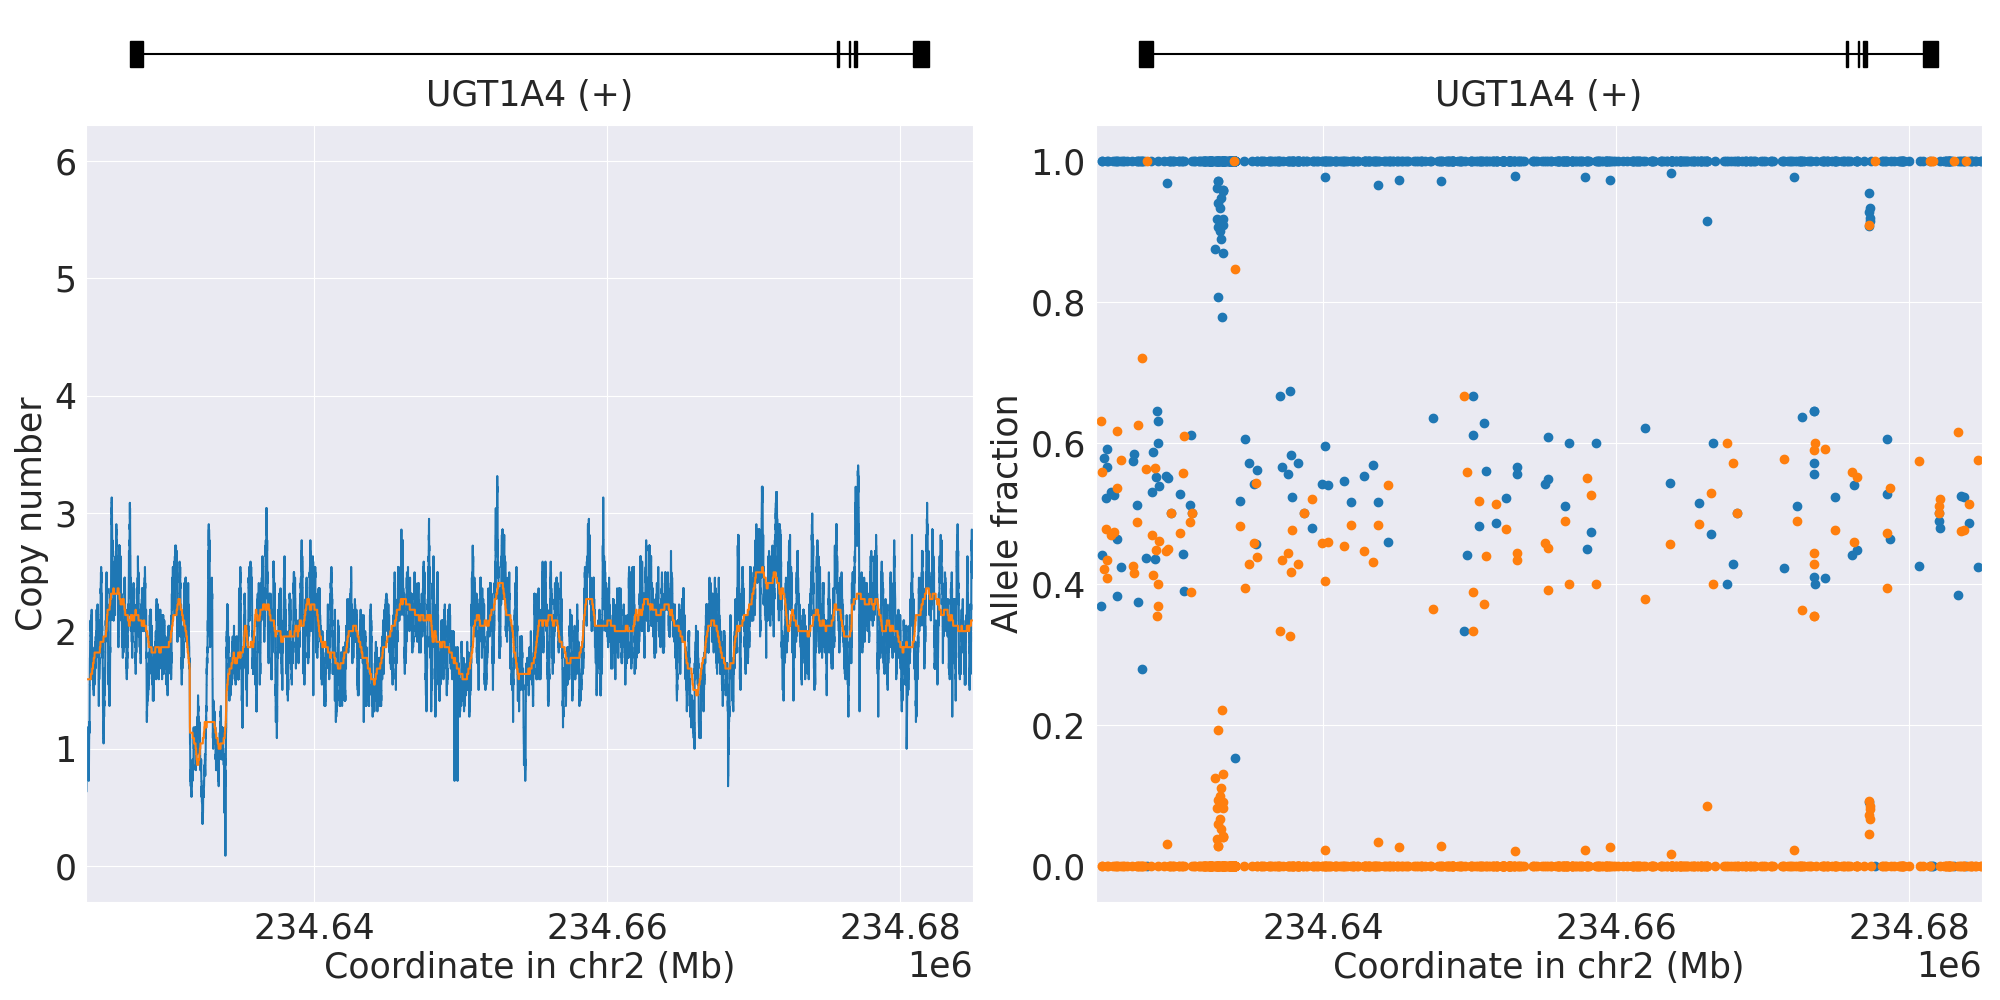 UGT1A4 (+)
6
5
4
3
2
1
0
Copy number
234.64
234.66
234.68
Coordinate in chr2 (Mb)
1e6
UGT1A4 (+)
1.0
0.8
0.6
0.4
0.2
0.0
Allele fraction
234.64
234.66
234.68
Coordinate in chr2 (Mb)
1e6